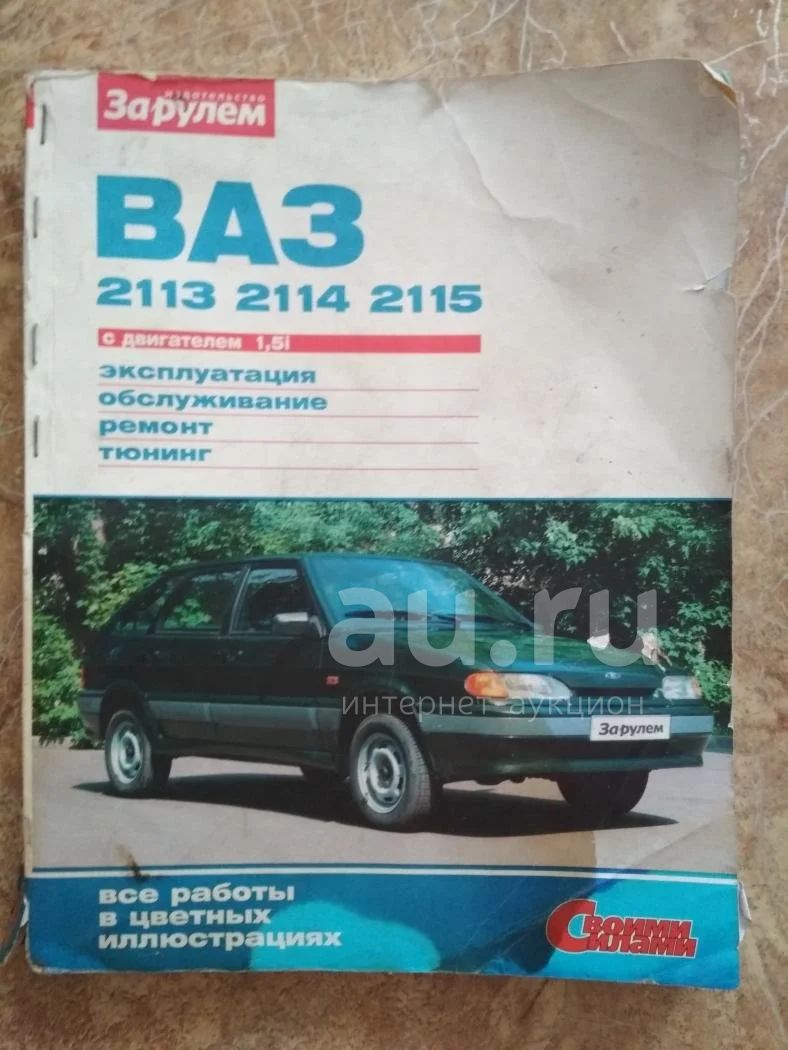 издательство
За рулем
ВАЗ
2113 2114 2115
с двигателем 1,5i
эксплуатация
обслуживание
ремонт
тюнинг
au.ru
интернет-аукцион
За рулем
все работы
в цветных
иллюстрациях
Своими
Силами